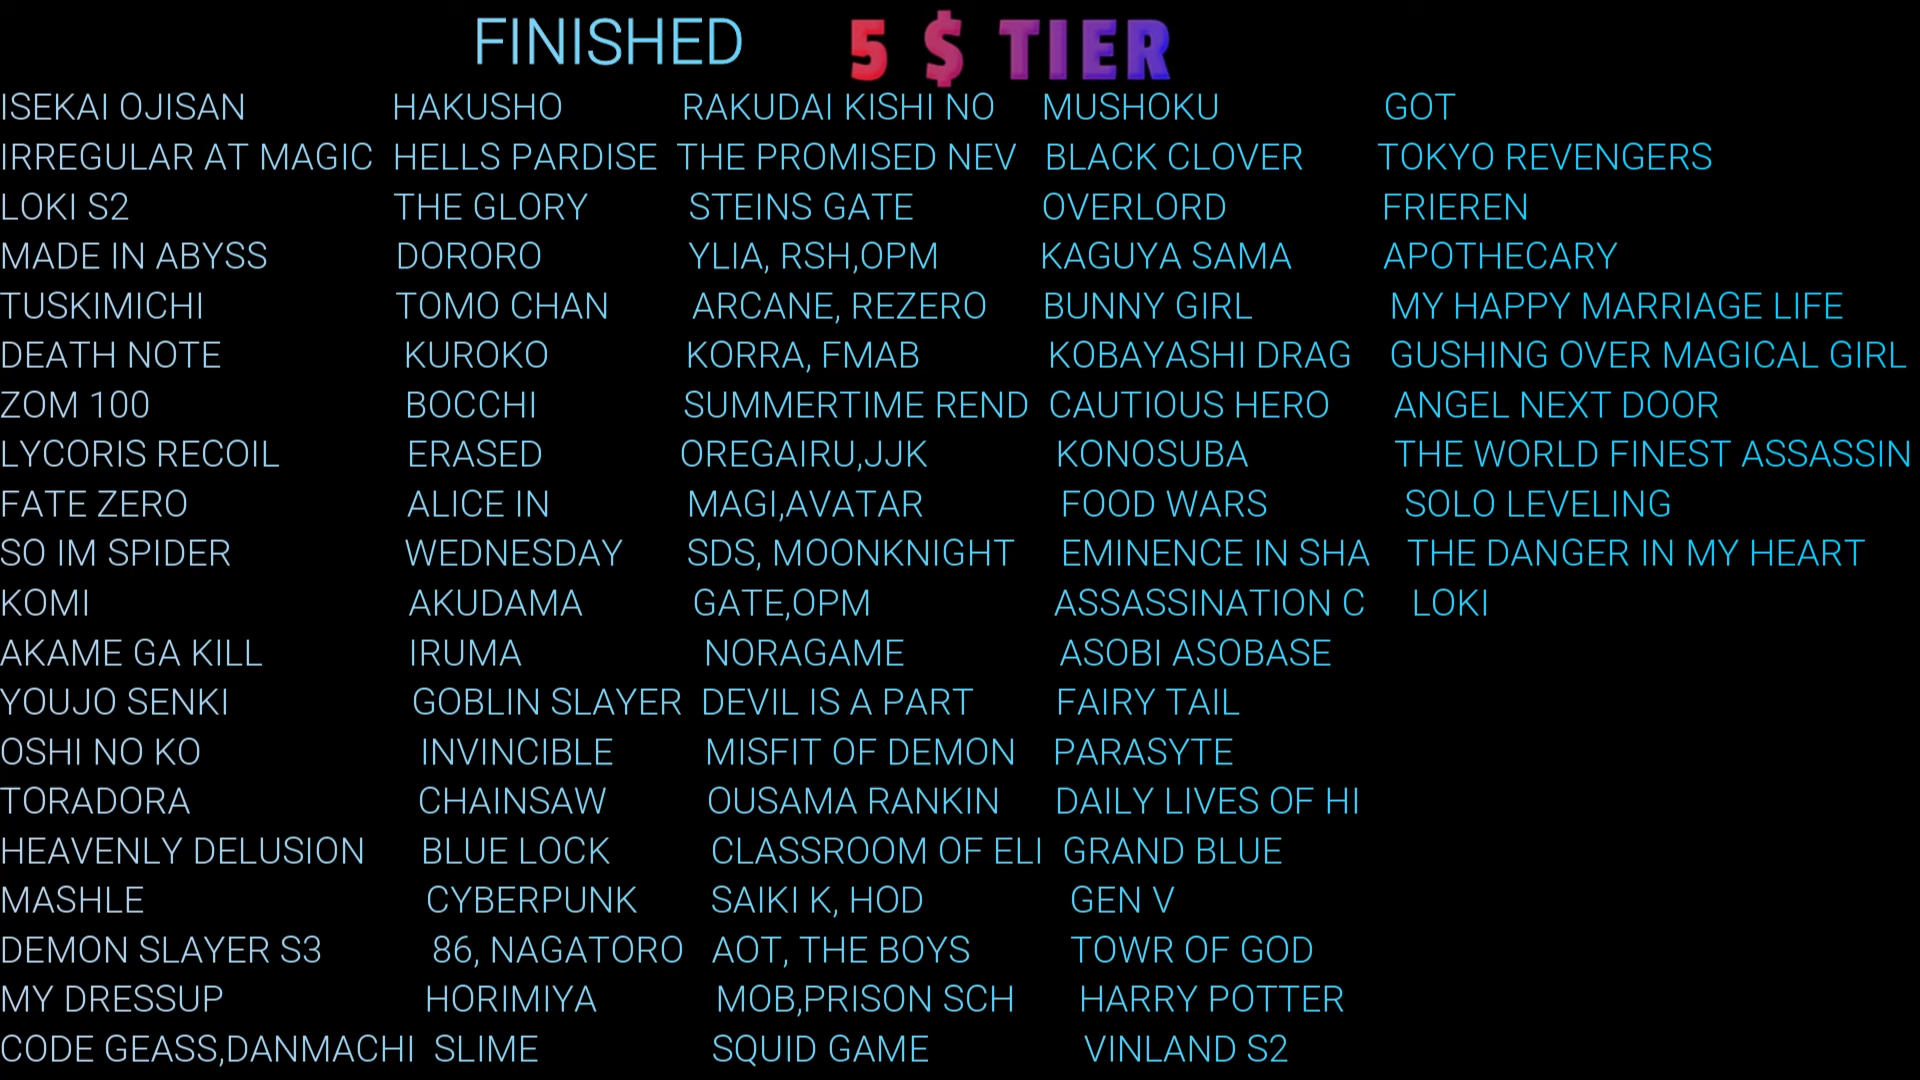 FINISHED 5 $ TIER
ISEKAI OJISAN HAKUSHO RAKUDAI KISHI NO MUSHOKU GOT
IRREGULAR AT MAGIC HELLS PARDISE THE PROMISED NEV BLACK CLOVER TOKYO REVENGERS
LOKI S2 THE GLORY STEINS GATE OVERLORD FRIEREN
MADE IN ABYSS DORORO YLIA, RSH,OPM KAGUYA SAMA APOTHECARY
TUSKIMICHI TOMO CHAN ARCANE, REZERO BUNNY GIRL MY HAPPY MARRIAGE LIFE
DEATH NOTE KUROKO KORRA, FMAB KOBAYASHI DRAG GUSHING OVER MAGICAL GIRL
ZOM 100 BOCCHI SUMMERTIME REND CAUTIOUS HERO ANGEL NEXT DOOR
LYCORIS RECOIL ERASED OREGAIRU,JJK KONOSUBA THE WORLD FINEST ASSASSIN
FATE ZERO ALICE IN MAGI,AVATAR FOOD WARS SOLO LEVELING
SO IM SPIDER WEDNESDAY SDS, MOONKNIGHT EMINENCE IN SHA THE DANGER IN MY HEART
KOMI AKUDAMA GATE,OPM ASSASSINATION C LOKI
AKAME GA KILL IRUMA NORAGAME ASOBI ASOBASE
YOUJO SENKI GOBLIN SLAYER DEVIL IS A PART FAIRY TAIL
OSHI NO KO INVINCIBLE MISFIT OF DEMON PARASYTE
TORADORA CHAINSAW OUSAMA RANKIN DAILY LIVES OF HI
HEAVENLY DELUSION BLUE LOCK CLASSROOM OF ELI GRAND BLUE
MASHLE CYBERPUNK SAIKI K, HOD GEN V
DEMON SLAYER S3 86, NAGATORO AOT, THE BOYS TOWR OF GOD
MY DRESSUP HORIMIYA MOB,PRISON SCH HARRY POTTER
CODE GEASS,DANMACHI SLIME SQUID GAME VINLAND S2